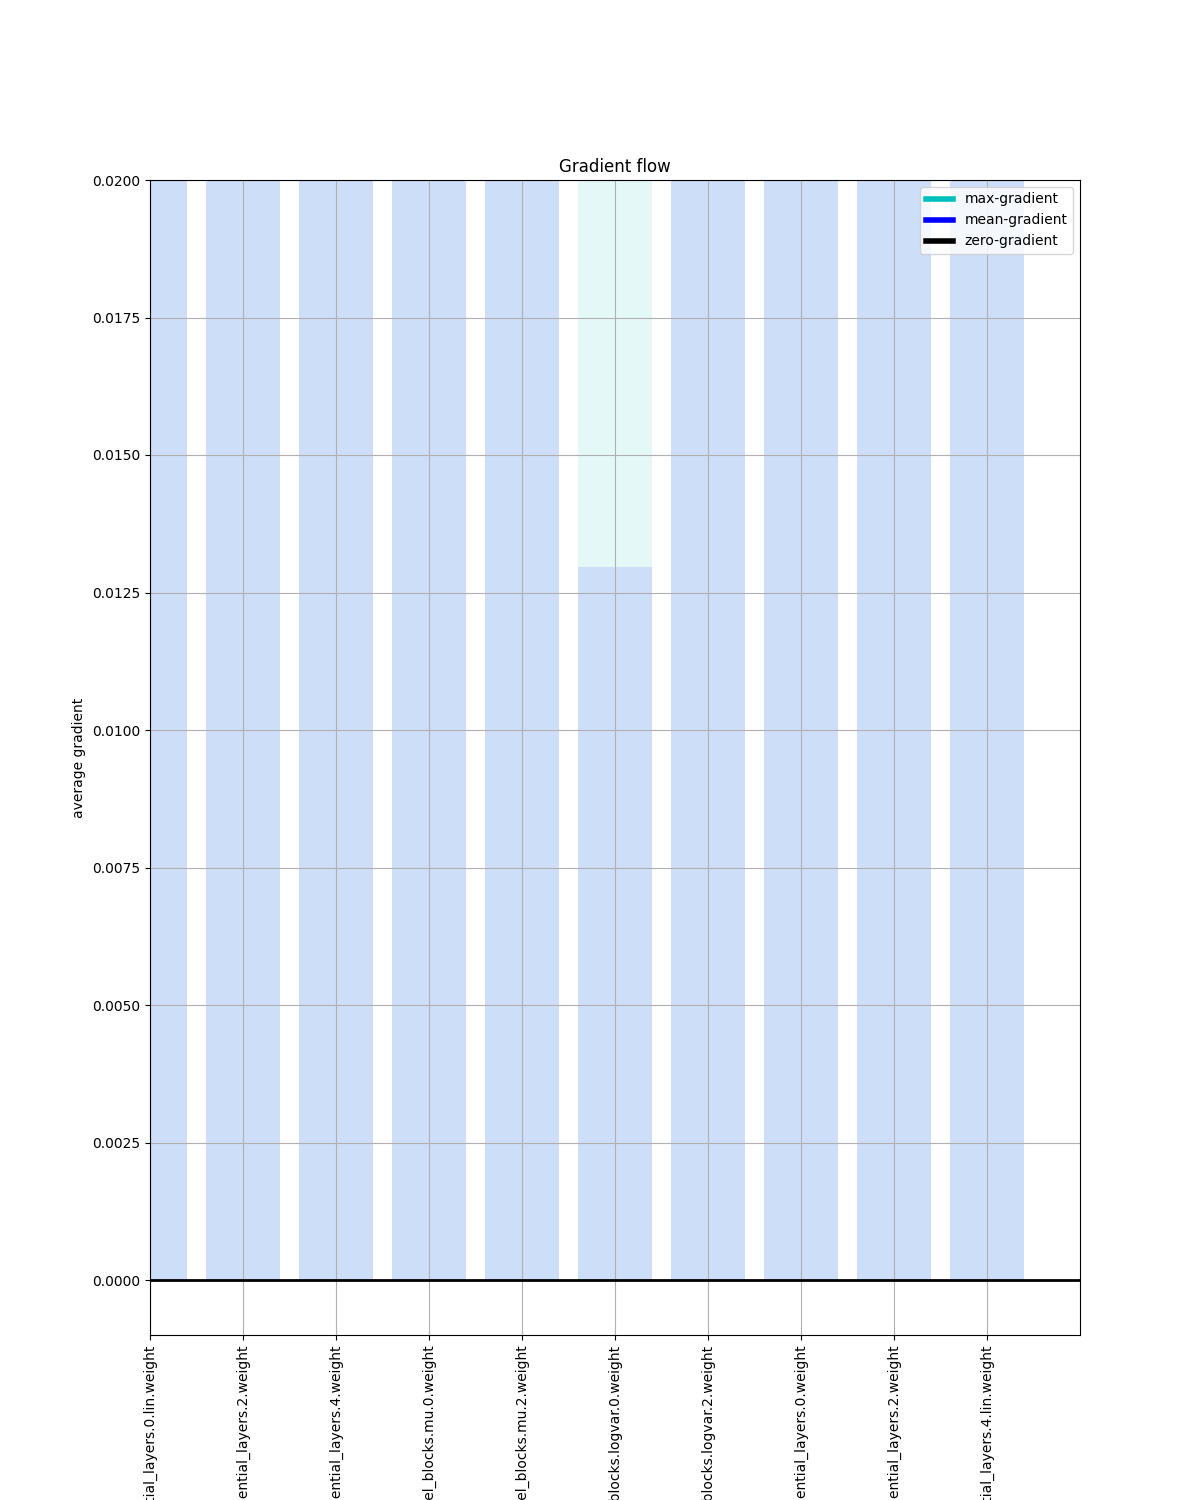 Gradient flow
max-gradient
mean-gradient
zero-gradient
0.0200
0.0175
0.0150
0.0125
0.0100
0.0075
0.0050
0.0025
0.0000
average gradient
tial_layers.0.lin.weight
ential_layers.2.weight
ential_layers.4.weight
el_blocks.mu.0.weight
el_blocks.mu.2.weight
blocks.logvar.0.weight
blocks.logvar.2.weight
ential_layers.0.weight
ential_layers.2.weight
tial_layers.4.lin.weight